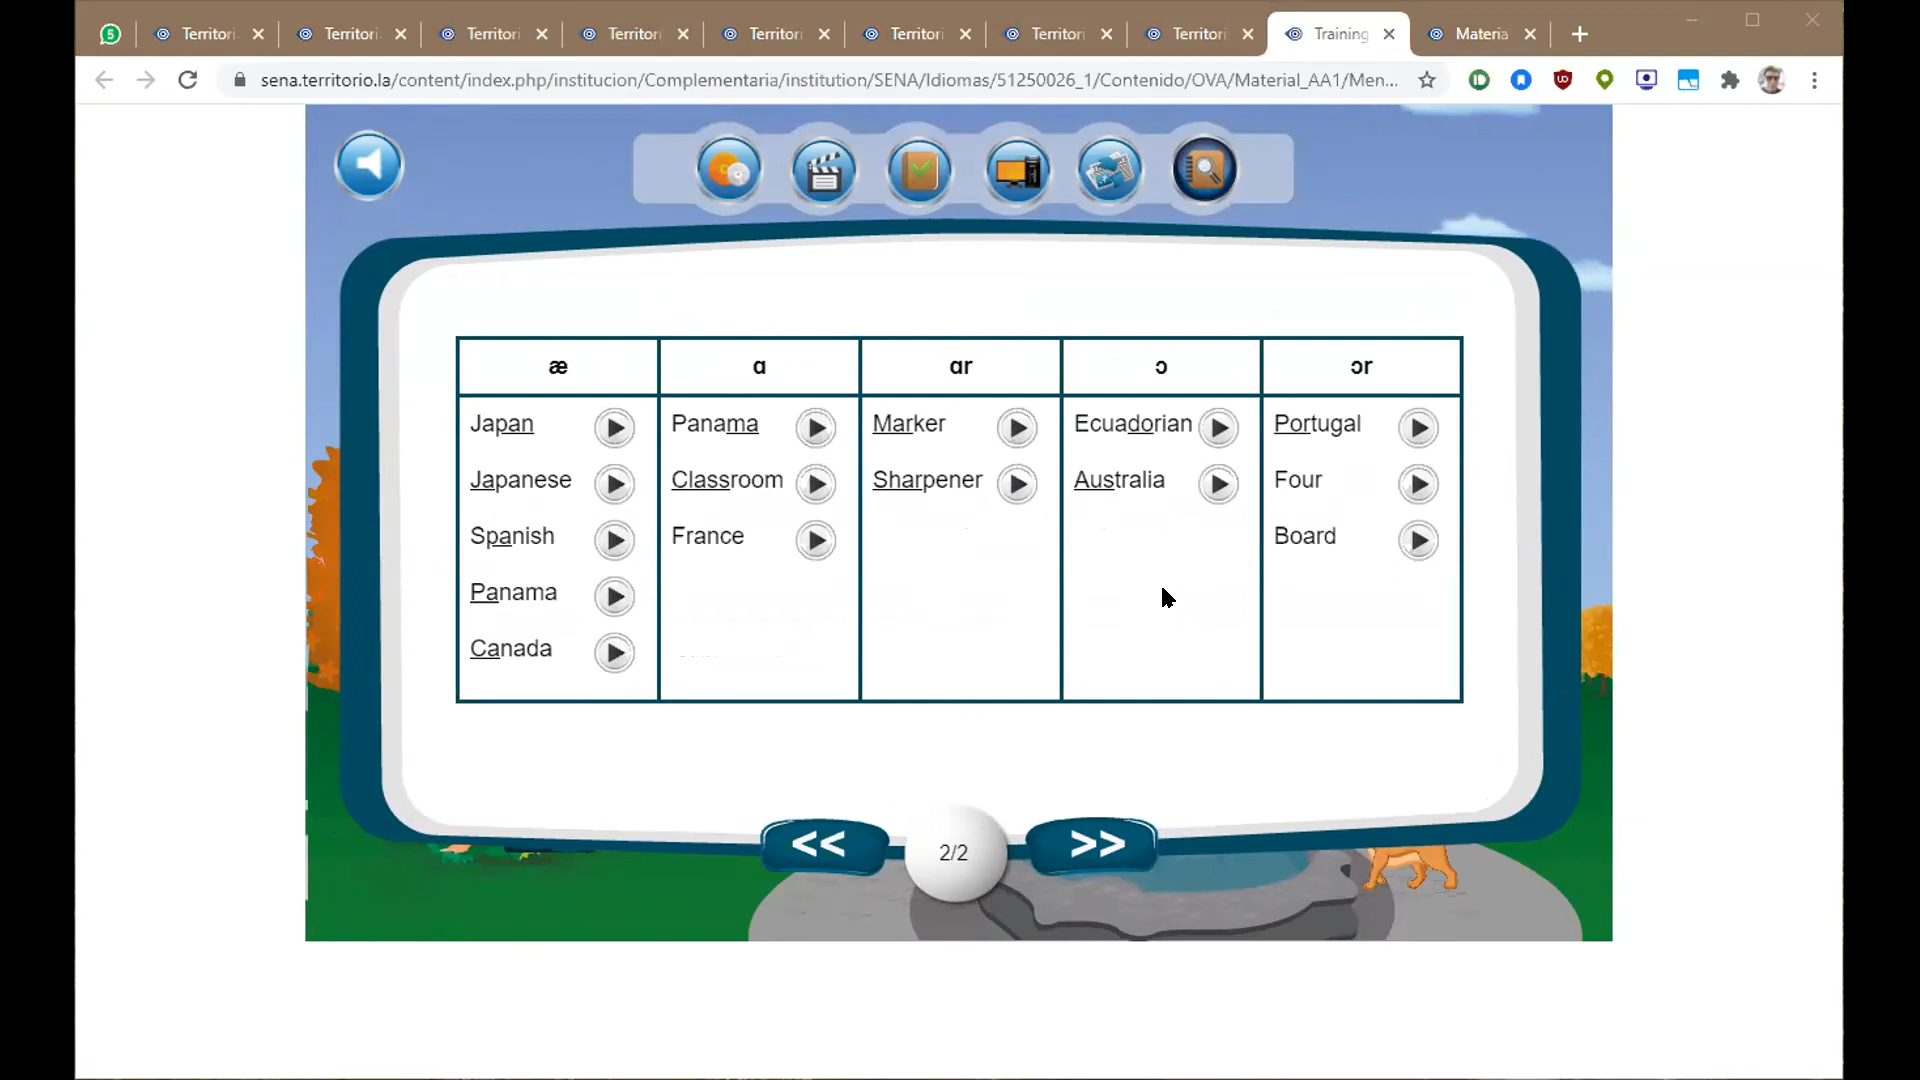 5 Territori Territori Territori Territori Territori Territori Territori Territori Training Materia
sena.territorio.la/content/index.php/institucion/Complementaria/institution/SENA/Idiomas/51250026_1/Contenido/OVA/Material_AA1/Men...
æ ɑ ɑr ɔ ɔr
Japan Panama Marker Ecuadorian Portugal
Japanese Classroom Sharpener Australia Four
Spanish France Board
Panama
Canada
<< 2/2 >>